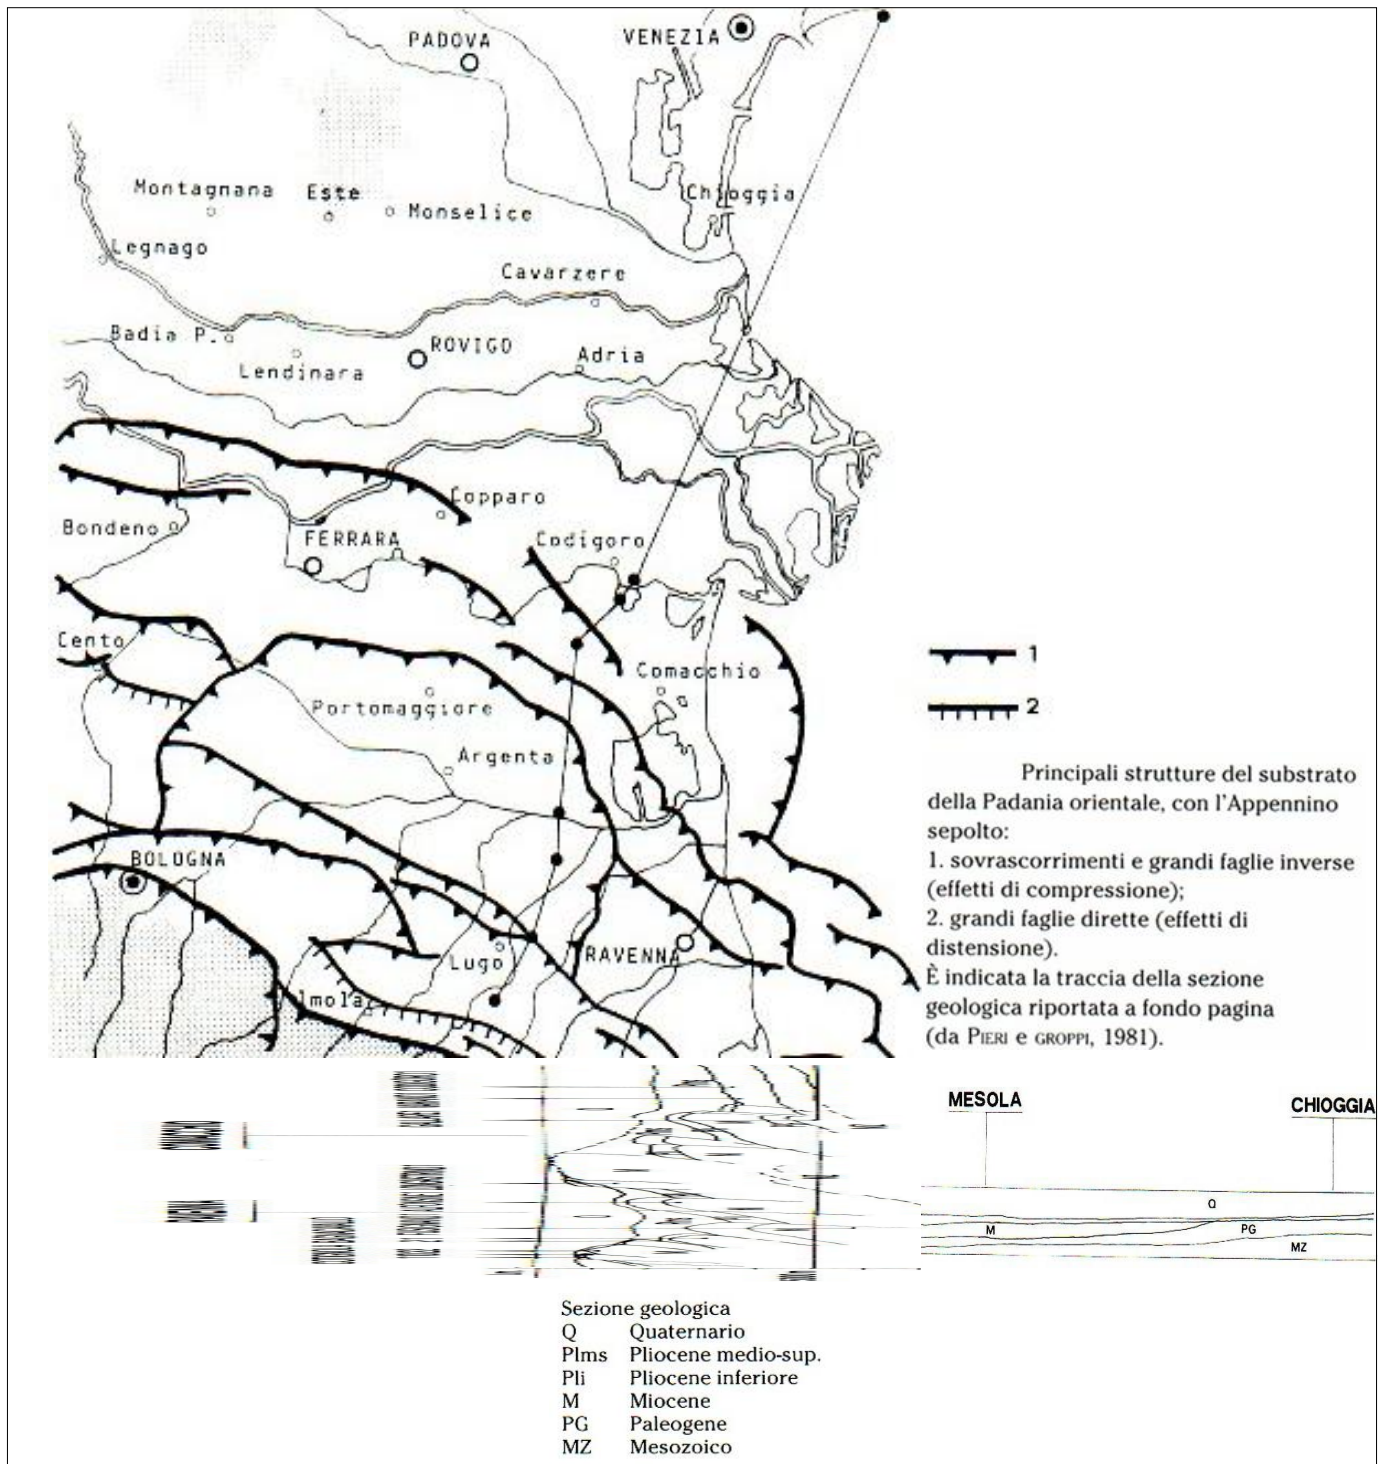 PADOVA
VENEZIA
Montagnana
Este
Monselice
Chioggia
Legnago
Cavarzere
Badia P.
ROVIGO
Adria
Lendinara
Copparo
Bondeno
FERRARA
Codigoro
Cento
Comacchio
Portomaggiore
Argenta
BOLOGNA
Lugo
RAVENNA
Imola
1
2
Principali strutture del substrato
della Padania orientale, con l'Appennino
sepolto:
1. sovrascorrimenti e grandi faglie inverse
(effetti di compressione);
2. grandi faglie dirette (effetti di
distensione).
È indicata la traccia della sezione
geologica riportata a fondo pagina
(da PIERI e GROPPI, 1981).
MESOLA
CHIOGGIA
Q
M
PG
MZ
Sezione geologica
Q Quaternario
Plms Pliocene medio-sup.
Pli Pliocene inferiore
M Miocene
PG Paleogene
MZ Mesozoico